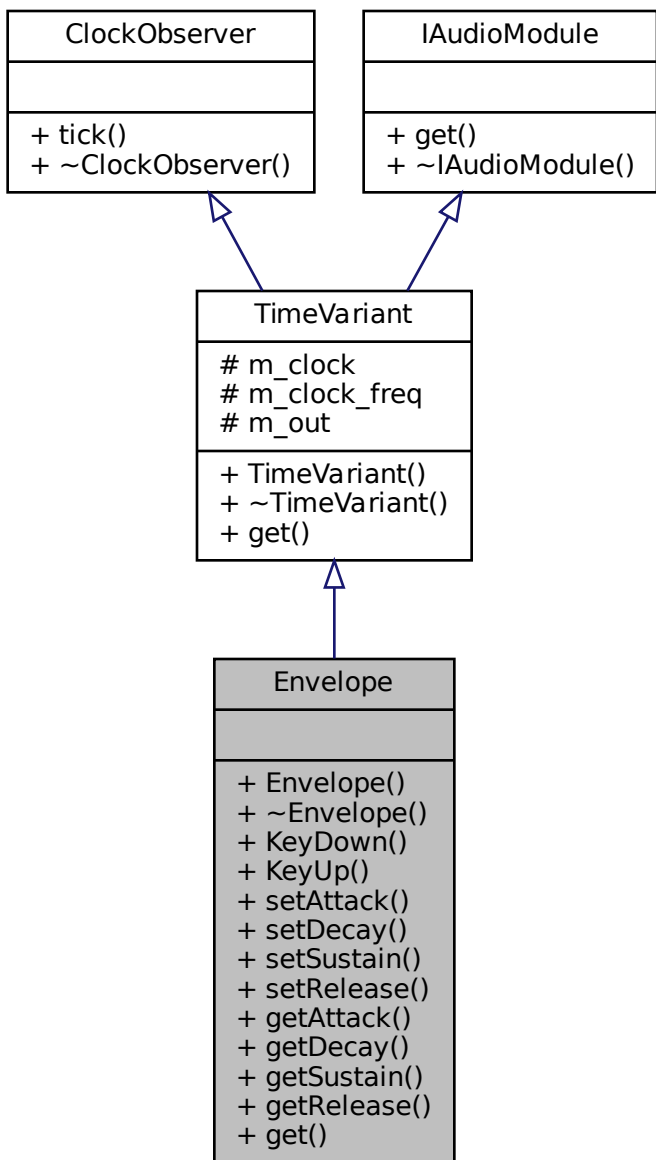 ClockObserver
+ tick()
+ ~ClockObserver()
IAudioModule
+ get()
+ ~IAudioModule()
TimeVariant
# m_clock
# m_clock_freq
# m_out
+ TimeVariant()
+ ~TimeVariant()
+ get()
Envelope
+ Envelope()
+ ~Envelope()
+ KeyDown()
+ KeyUp()
+ setAttack()
+ setDecay()
+ setSustain()
+ setRelease()
+ getAttack()
+ getDecay()
+ getSustain()
+ getRelease()
+ get()